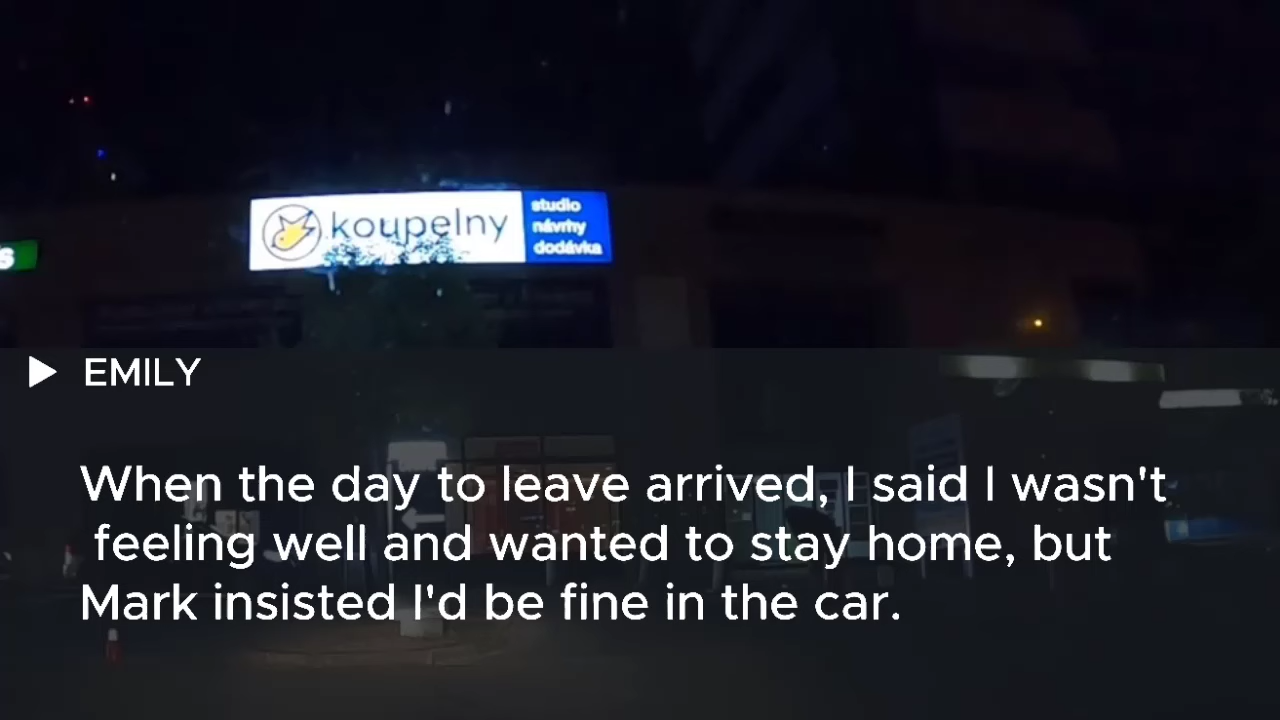 koupelny
studio
návrhy
dodávka
S
EMILY
When the day to leave arrived, I said I wasn't
feeling well and wanted to stay home, but
Mark insisted I'd be fine in the car.